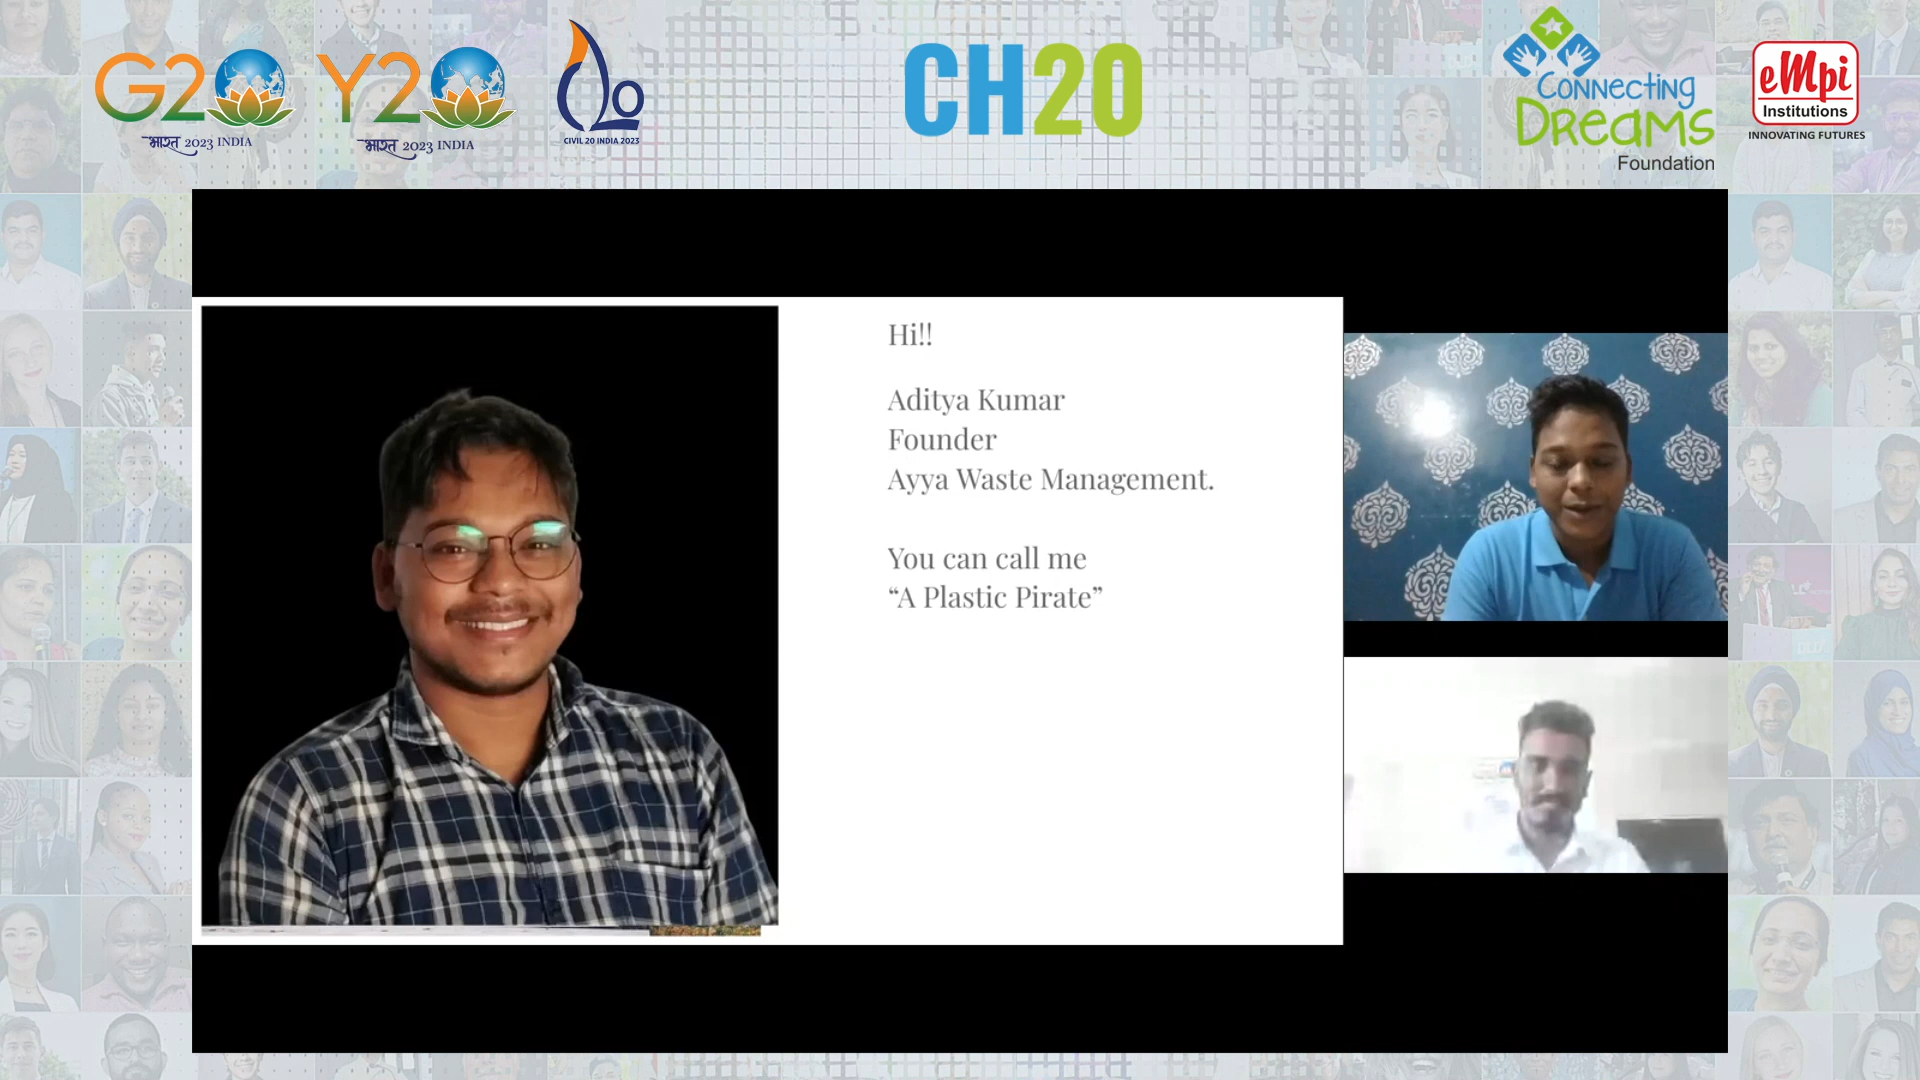 G20
भारत 2023 INDIA
Y20
भारत 2023 INDIA
CIVIL 20 INDIA 2023
CH20
Connecting
Dreams
Foundation
eMpi
Institutions
INNOVATING FUTURES
Hi!!
Aditya Kumar
Founder
Ayya Waste Management.
You can call me
“A Plastic Pirate”